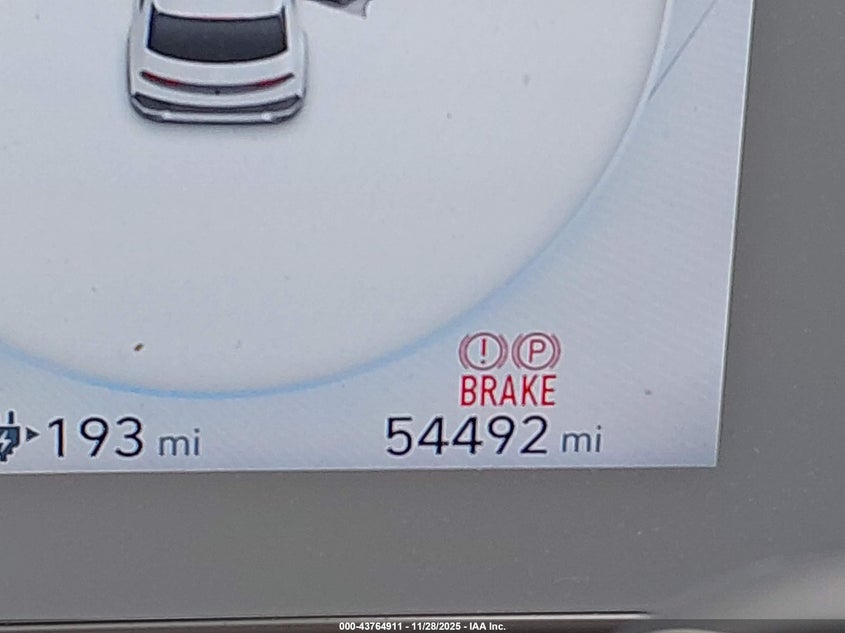 (!) (P)
BRAKE
193 mi
54492 mi
000-43764911 - 11/28/2025 - IAA Inc.